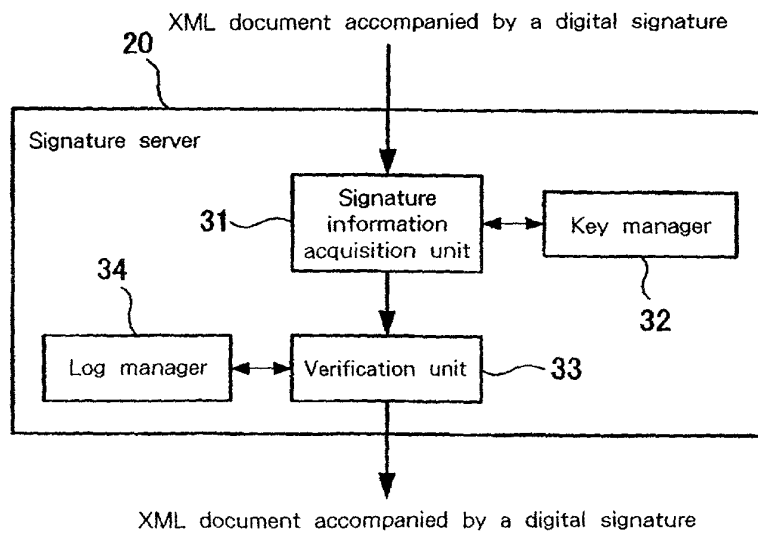 XML document accompanied by a digital signature
20
Signature server
Signature
information
acquisition unit
31
Key manager
32
34
Log manager
Verification unit
33
XML document accompanied by a digital signature